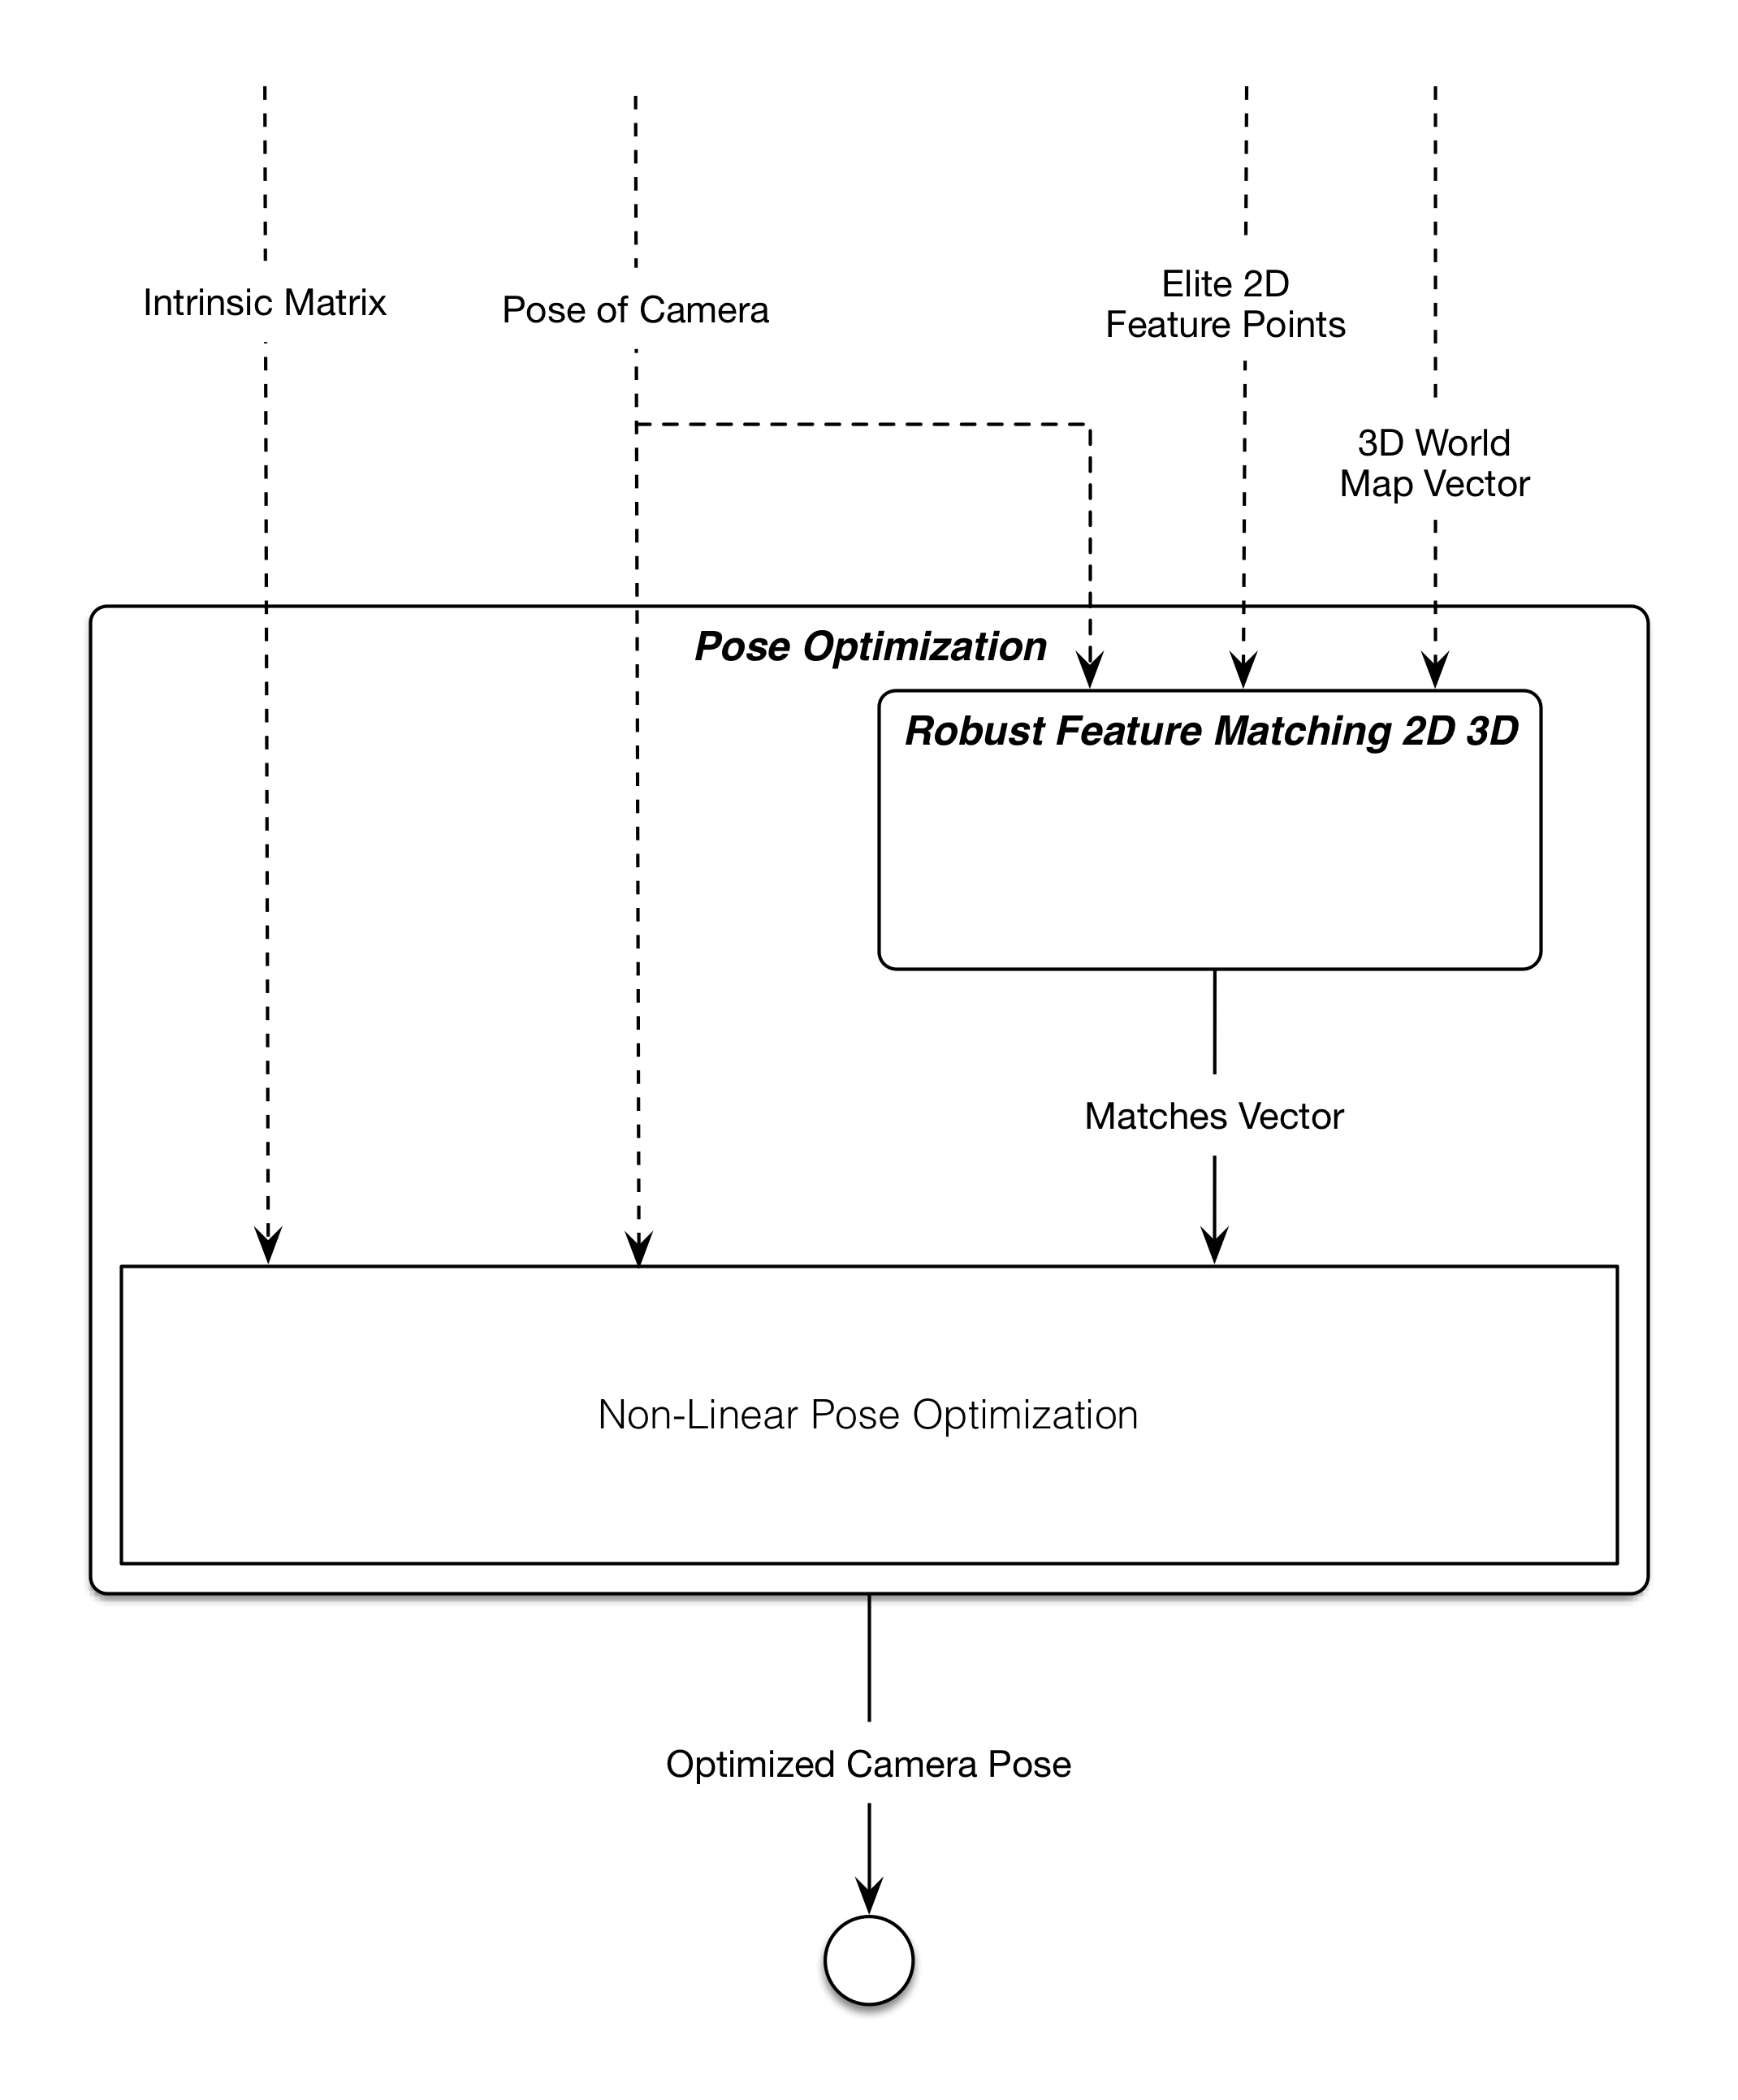 Intrinsic Matrix
Pose of Camera
Elite 2D
Feature Points
3D World
Map Vector
Pose Optimization
Robust Feature Matching 2D 3D
Matches Vector
Non-Linear Pose Optimization
Optimized Camera Pose